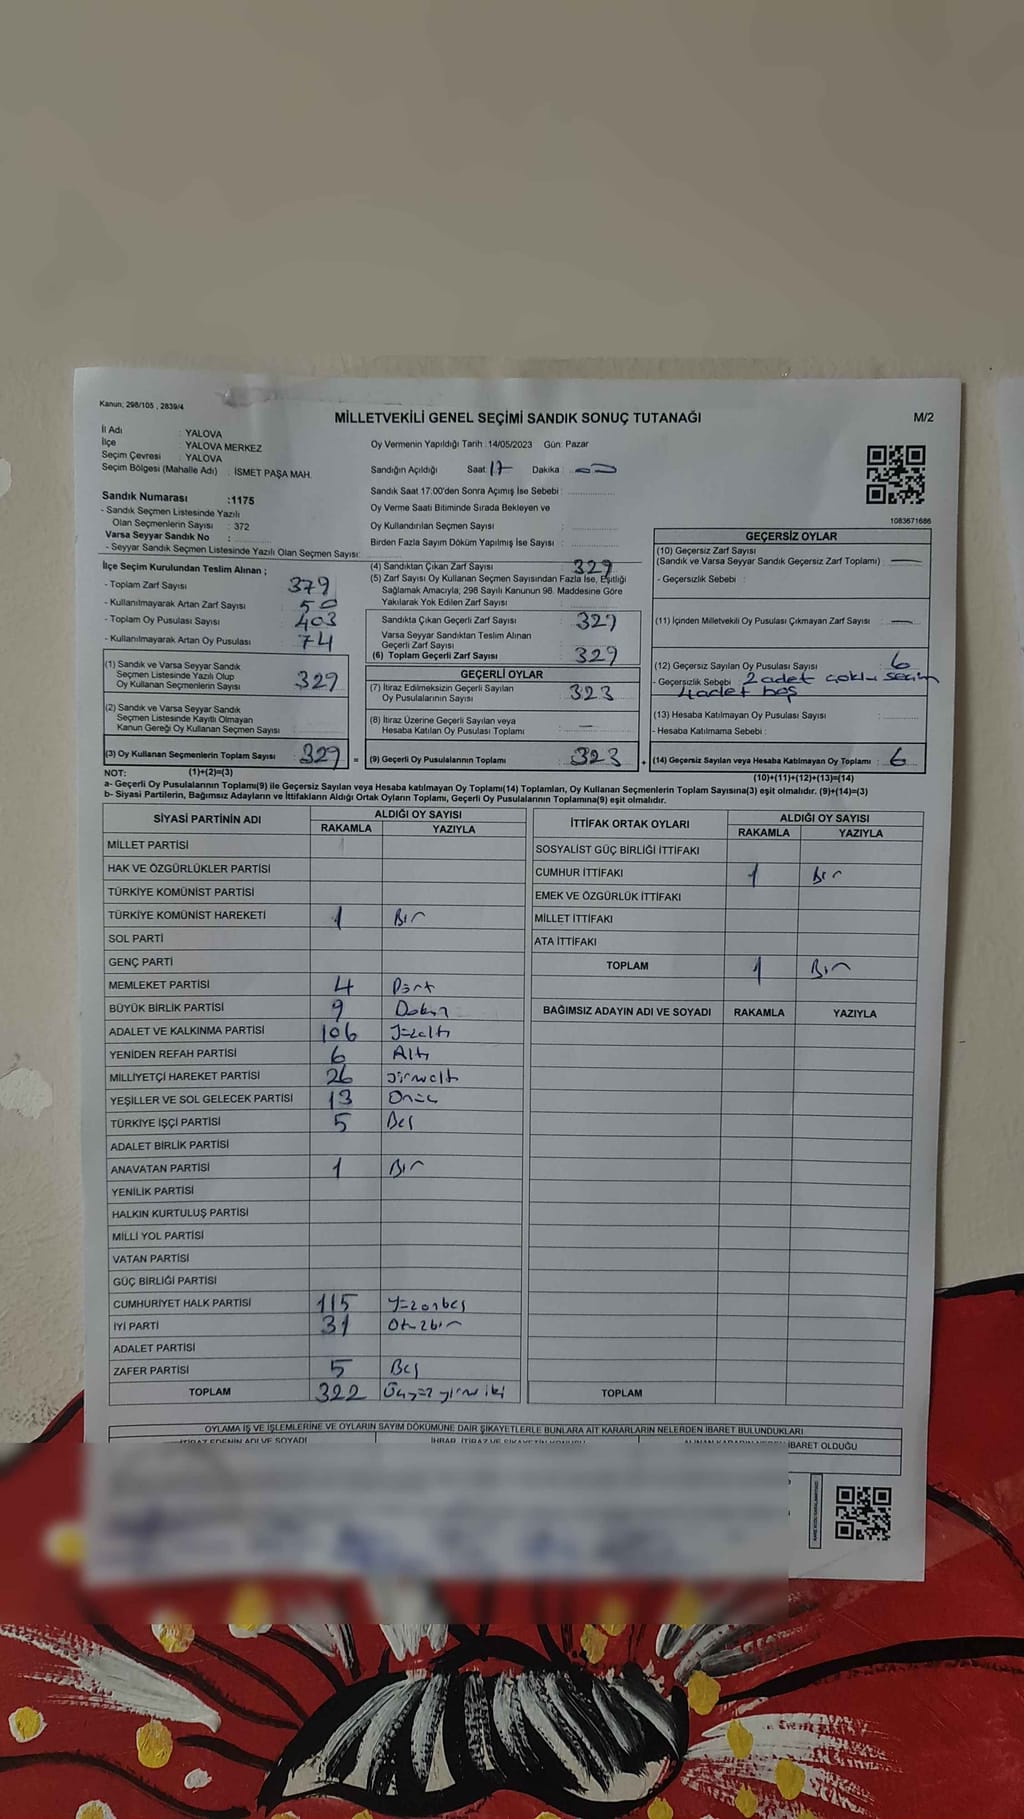 Kanun, 298/105 , 2839/4
MİLLETVEKİLİ GENEL SEÇİMİ SANDIK SONUÇ TUTANAĞI
M/2
İl Adı : YALOVA
İlçe : YALOVA MERKEZ
Seçim Çevresi : YALOVA
Seçim Bölgesi (Mahalle Adı) : İSMET PAŞA MAH.
Sandık Numarası :1175
- Sandık Seçmen Listesinde Yazılı
Olan Seçmenlerin Sayısı : 372
Varsa Seyyar Sandık No :
- Seyyar Sandık Seçmen Listesinde Yazılı Olan Seçmen Sayısı:
Oy Vermenin Yapıldığı Tarih :14/05/2023 Gün: Pazar
Sandığın Açıldığı Saat: 17 Dakika : 00
Sandık Saat 17:00'den Sonra Açımış İse Sebebi :
Oy Verme Saati Bitiminde Sırada Bekleyen ve
Oy Kullandırılan Seçmen Sayısı :
Birden Fazla Sayım Döküm Yapılmış İse Sayısı :
1083671686
İlçe Seçim Kurulundan Teslim Alınan ;
- Toplam Zarf Sayısı : 379
- Kullanılmayarak Artan Zarf Sayısı : 50
- Toplam Oy Pusulası Sayısı : 403
- Kullanılmayarak Artan Oy Pusulası : 74
(4) Sandıktan Çıkan Zarf Sayısı : 329
(5) Zarf Sayısı Oy Kullanan Seçmen Sayısından Fazla İse, Eşitliği
Sağlamak Amacıyla, 298 Sayılı Kanunun 98. Maddesine Göre
Yakılarak Yok Edilen Zarf Sayısı :
Sandıkta Çıkan Geçerli Zarf Sayısı : 329
Varsa Seyyar Sandıktan Teslim Alınan
Geçerli Zarf Sayısı :
(6) Toplam Geçerli Zarf Sayısı : 329
(1) Sandık ve Varsa Seyyar Sandık
Seçmen Listesinde Yazılı Olup
Oy Kullanan Seçmenlerin Sayısı : 329
(2) Sandık ve Varsa Seyyar Sandık
Seçmen Listesinde Kayıtlı Olmayan
Kanun Gereği Oy Kullanan Seçmen Sayısı :
(3) Oy Kullanan Seçmenlerin Toplam Sayısı : 329 =
GEÇERLİ OYLAR
(7) İtiraz Edilmeksizin Geçerli Sayılan
Oy Pusulalarının Sayısı : 323
(8) İtiraz Üzerine Geçerli Sayılan veya
Hesaba Katılan Oy Pusulası Toplamı : —
(9) Geçerli Oy Pusulalarının Toplamı : 323 +
GEÇERSİZ OYLAR
(10) Geçersiz Zarf Sayısı
(Sandık ve Varsa Seyyar Sandık Geçersiz Zarf Toplamı) : —
- Geçersizlik Sebebi :
(11) İçinden Milletvekili Oy Pusulası Çıkmayan Zarf Sayısı : —
(12) Geçersiz Sayılan Oy Pusulası Sayısı : 6
- Geçersizlik Sebebi : 2 adet çoklu seçim
4 adet boş
(13) Hesaba Katılmayan Oy Pusulası Sayısı :
- Hesaba Katılmama Sebebi :
(14) Geçersiz Sayılan veya Hesaba Katılmayan Oy Toplamı : 6
NOT: (1)+(2)=(3) (10)+(11)+(12)+(13)=(14)
a- Geçerli Oy Pusulalarının Toplamı(9) ile Geçersiz Sayılan veya Hesaba katılmayan Oy Toplamı(14) Toplamları, Oy Kullanan Seçmenlerin Toplam Sayısına(3) eşit olmalıdır. (9)+(14)=(3)
b- Siyasi Partilerin, Bağımsız Adayların ve İttifakların Aldığı Ortak Oyların Toplamı, Geçerli Oy Pusulalarının Toplamına(9) eşit olmalıdır.
SİYASİ PARTİNİN ADI ALDIĞI OY SAYISI
RAKAMLA YAZIYLA
MİLLET PARTİSİ
HAK VE ÖZGÜRLÜKLER PARTİSİ
TÜRKİYE KOMÜNİST PARTİSİ
TÜRKİYE KOMÜNİST HAREKETİ 1 Bir
SOL PARTİ
GENÇ PARTİ
MEMLEKET PARTİSİ 4 Dört
BÜYÜK BİRLİK PARTİSİ 9 Dokuz
ADALET VE KALKINMA PARTİSİ 106 Yüzaltı
YENİDEN REFAH PARTİSİ 6 Altı
MİLLİYETÇİ HAREKET PARTİSİ 26 yirmialtı
YEŞİLLER VE SOL GELECEK PARTİSİ 13 Onüç
TÜRKİYE İŞÇİ PARTİSİ 5 Beş
ADALET BİRLİK PARTİSİ
ANAVATAN PARTİSİ 1 Bir
YENİLİK PARTİSİ
HALKIN KURTULUŞ PARTİSİ
MİLLİ YOL PARTİSİ
VATAN PARTİSİ
GÜÇ BİRLİĞİ PARTİSİ
CUMHURİYET HALK PARTİSİ 115 Yüzonbeş
İYİ PARTİ 31 Otuzbir
ADALET PARTİSİ
ZAFER PARTİSİ 5 Beş
TOPLAM 322 Üçyüz yirmi iki
İTTİFAK ORTAK OYLARI ALDIĞI OY SAYISI
RAKAMLA YAZIYLA
SOSYALİST GÜÇ BİRLİĞİ İTTİFAKI
CUMHUR İTTİFAKI 1 Bir
EMEK VE ÖZGÜRLÜK İTTİFAKI
MİLLET İTTİFAKI
ATA İTTİFAKI
TOPLAM 1 Bir
BAĞIMSIZ ADAYIN ADI VE SOYADI RAKAMLA YAZIYLA
TOPLAM
OYLAMA İŞ VE İŞLEMLERİNE VE OYLARIN SAYIM DÖKÜMÜNE DAİR ŞİKAYETLERLE BUNLARA AİT KARARLARIN NELERDEN İBARET BULUNDUKLARI
İTİRAZ EDENİN ADI VE SOYADI İHBAR, İTİRAZ VE ŞİKAYETİN KONUSU İBARET OLDUĞU